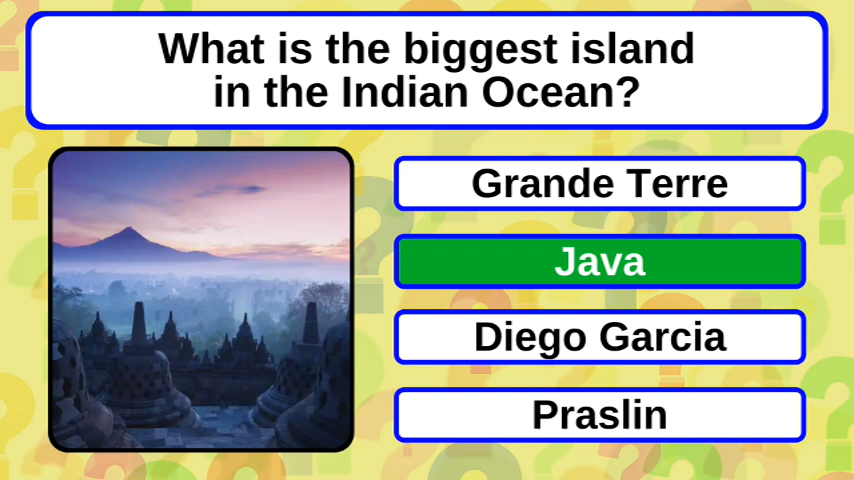 What is the biggest island
in the Indian Ocean?
Grande Terre
Java
Diego Garcia
Praslin